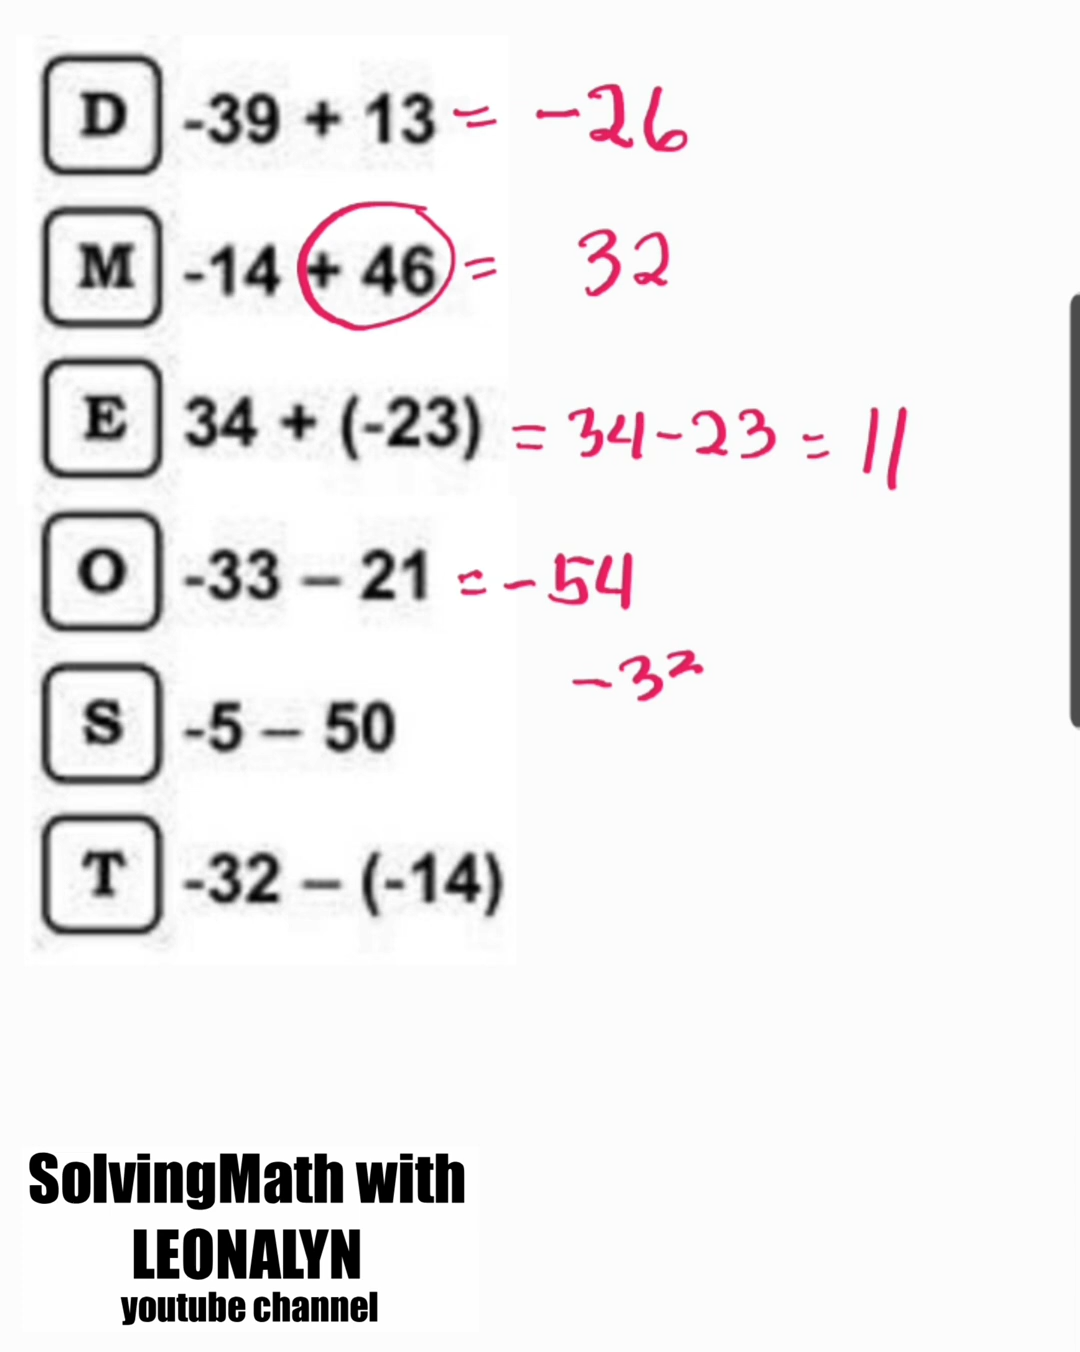 D -39 + 13 = -26
M -14 + 46 = 32
E 34 + (-23) = 34-23 = 11
O -33 – 21 = -54
-32
S -5 – 50
T -32 – (-14)
SolvingMath with
LEONALYN
youtube channel